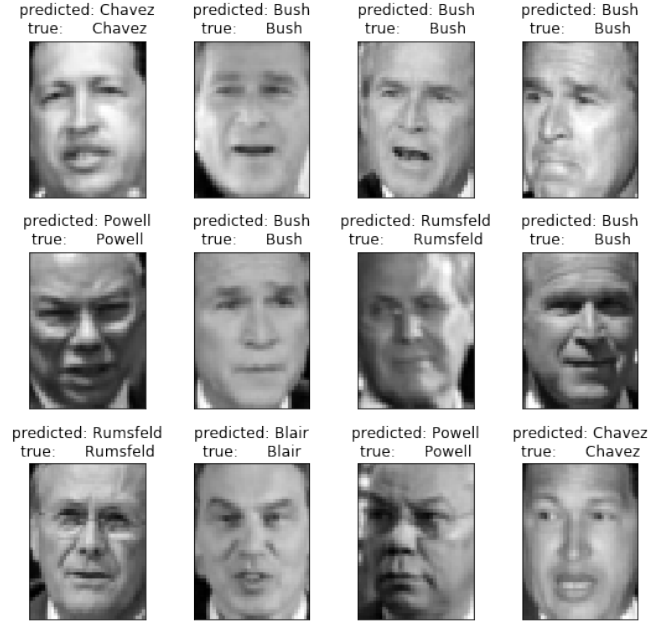 predicted: Chavez
true: Chavez
predicted: Bush
true: Bush
predicted: Bush
true: Bush
predicted: Bush
true: Bush
predicted: Powell
true: Powell
predicted: Bush
true: Bush
predicted: Rumsfeld
true: Rumsfeld
predicted: Bush
true: Bush
predicted: Rumsfeld
true: Rumsfeld
predicted: Blair
true: Blair
predicted: Powell
true: Powell
predicted: Chavez
true: Chavez